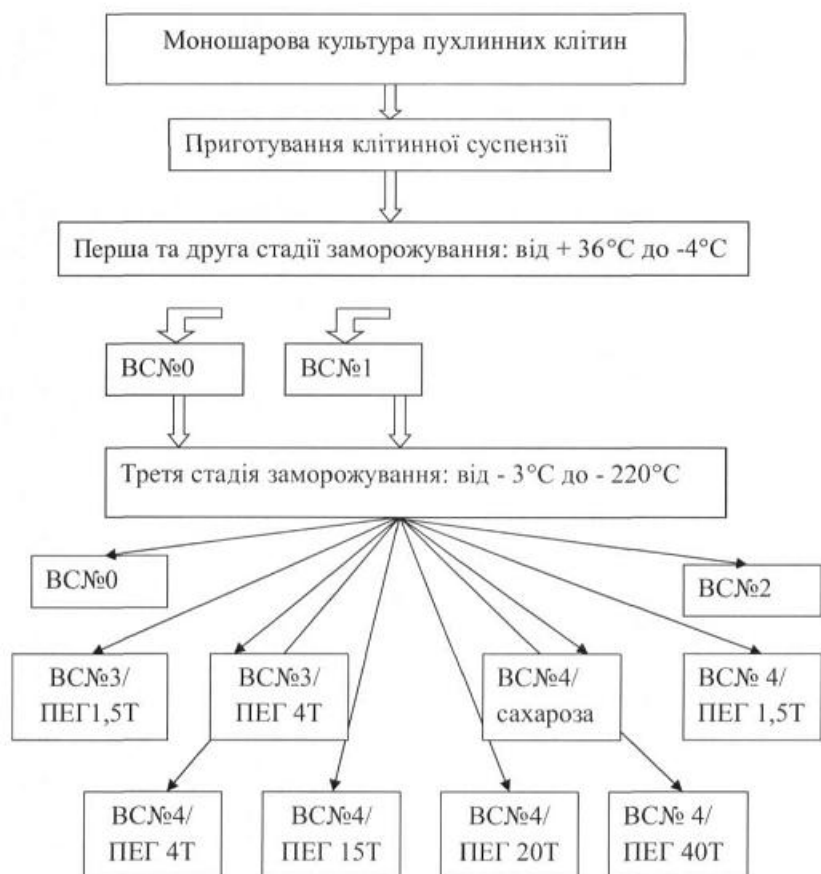 Моношарова культура пухлинних клітин
Приготування клітинної суспензії
Перша та друга стадії заморожування: від + 36°С до -4°С
ВС№0
ВС№1
Третя стадія заморожування: від - 3°С до - 220°С
ВС№0
ВС№2
ВС№3/
ПЕГ1,5Т
ВС№3/
ПЕГ 4Т
ВС№4/
сахароза
ВС№ 4/
ПЕГ 1,5Т
ВС№4/
ПЕГ 4Т
ВС№4/
ПЕГ 15Т
ВС№4/
ПЕГ 20Т
ВС№ 4/
ПЕГ 40Т